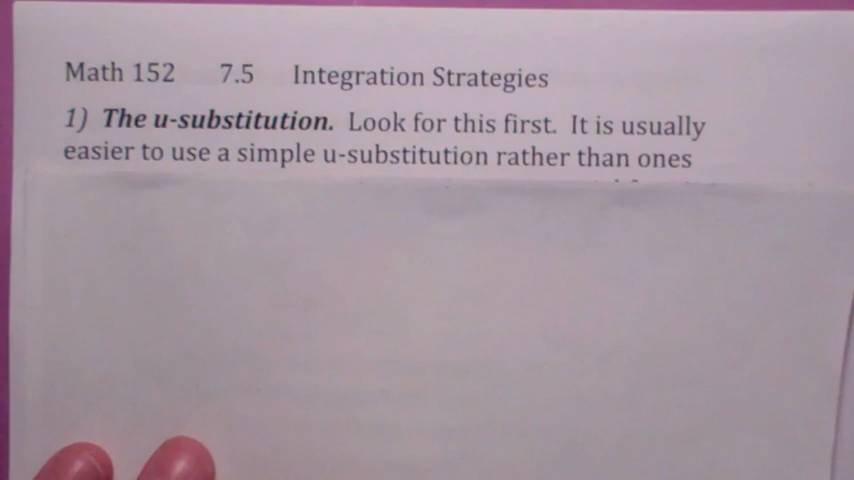 Math 152 7.5 Integration Strategies
1) The u-substitution. Look for this first. It is usually
easier to use a simple u-substitution rather than ones